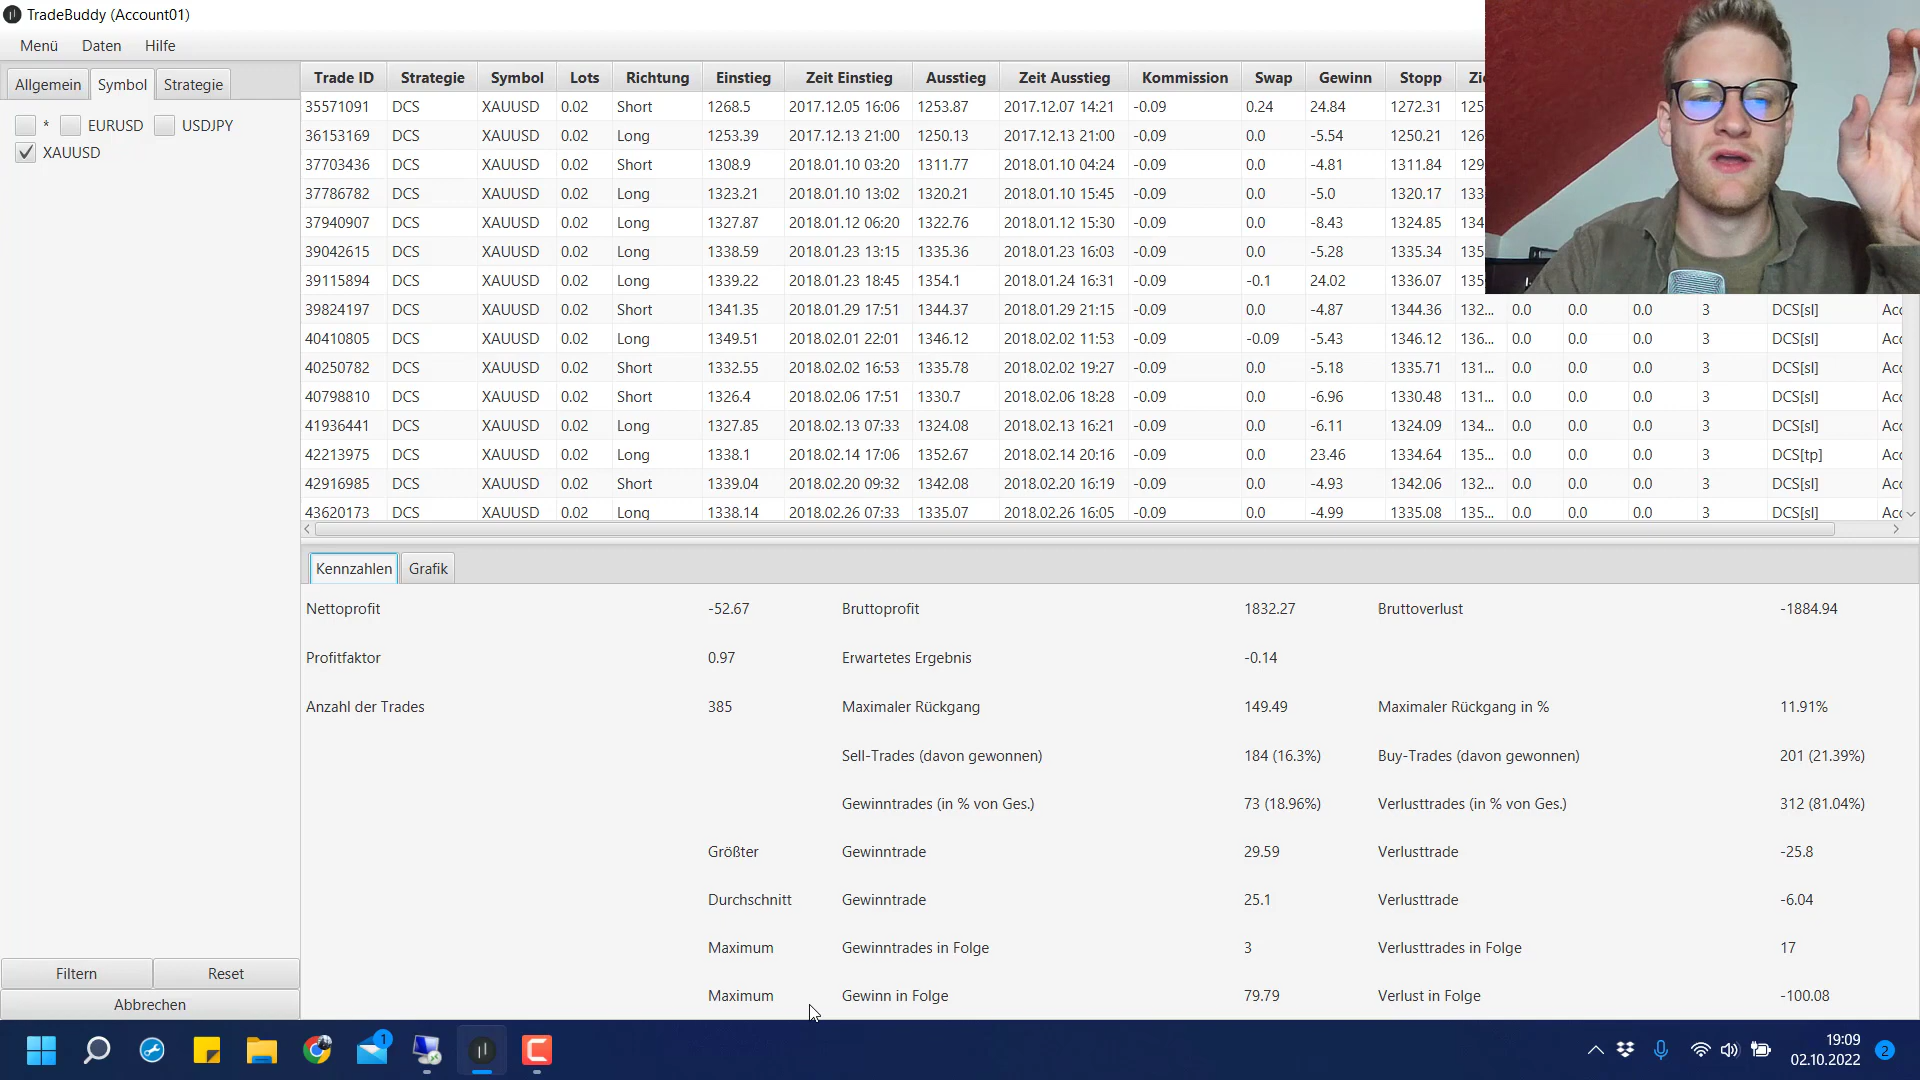 TradeBuddy (Account01)
Menü Daten Hilfe
Allgemein Symbol Strategie
* EURUSD USDJPY
XAUUSD
Trade ID Strategie Symbol Lots Richtung Einstieg Zeit Einstieg Ausstieg Zeit Ausstieg Kommission Swap Gewinn Stopp
35571091 DCS XAUUSD 0.02 Short 1268.5 2017.12.05 16:06 1253.87 2017.12.07 14:21 -0.09 0.24 24.84 1272.31 125
36153169 DCS XAUUSD 0.02 Long 1253.39 2017.12.13 21:00 1250.13 2017.12.13 21:00 -0.09 0.0 -5.54 1250.21 126
37703436 DCS XAUUSD 0.02 Short 1308.9 2018.01.10 03:20 1311.77 2018.01.10 04:24 -0.09 0.0 -4.81 1311.84 129
37786782 DCS XAUUSD 0.02 Long 1323.21 2018.01.10 13:02 1320.21 2018.01.10 15:45 -0.09 0.0 -5.0 1320.17 133
37940907 DCS XAUUSD 0.02 Long 1327.87 2018.01.12 06:20 1322.76 2018.01.12 15:30 -0.09 0.0 -8.43 1324.85 134
39042615 DCS XAUUSD 0.02 Long 1338.59 2018.01.23 13:15 1335.36 2018.01.23 16:03 -0.09 0.0 -5.28 1335.34 135
39115894 DCS XAUUSD 0.02 Long 1339.22 2018.01.23 18:45 1354.1 2018.01.24 16:31 -0.09 -0.1 24.02 1336.07 135
39824197 DCS XAUUSD 0.02 Short 1341.35 2018.01.29 17:51 1344.37 2018.01.29 21:15 -0.09 0.0 -4.87 1344.36 132... 0.0 0.0 0.0 3 DCS[sl] Acc
40410805 DCS XAUUSD 0.02 Long 1349.51 2018.02.01 22:01 1346.12 2018.02.02 11:53 -0.09 -0.09 -5.43 1346.12 136... 0.0 0.0 0.0 3 DCS[sl] Acc
40250782 DCS XAUUSD 0.02 Short 1332.55 2018.02.02 16:53 1335.78 2018.02.02 19:27 -0.09 0.0 -5.18 1335.71 131... 0.0 0.0 0.0 3 DCS[sl] Acc
40798810 DCS XAUUSD 0.02 Short 1326.4 2018.02.06 17:51 1330.7 2018.02.06 18:28 -0.09 0.0 -6.96 1330.48 131... 0.0 0.0 0.0 3 DCS[sl] Acc
41936441 DCS XAUUSD 0.02 Long 1327.85 2018.02.13 07:33 1324.08 2018.02.13 16:21 -0.09 0.0 -6.11 1324.09 134... 0.0 0.0 0.0 3 DCS[sl] Acc
42213975 DCS XAUUSD 0.02 Long 1338.1 2018.02.14 17:06 1352.67 2018.02.14 20:16 -0.09 0.0 23.46 1334.64 135... 0.0 0.0 0.0 3 DCS[tp] Acc
42916985 DCS XAUUSD 0.02 Short 1339.04 2018.02.20 09:32 1342.08 2018.02.20 16:19 -0.09 0.0 -4.93 1342.06 132... 0.0 0.0 0.0 3 DCS[sl] Acc
43620173 DCS XAUUSD 0.02 Long 1338.14 2018.02.26 07:33 1335.07 2018.02.26 16:05 -0.09 0.0 -4.99 1335.08 135... 0.0 0.0 0.0 3 DCS[sl] Acc
Kennzahlen Grafik
Nettoprofit -52.67 Bruttoprofit 1832.27 Bruttoverlust -1884.94
Profitfaktor 0.97 Erwartetes Ergebnis -0.14
Anzahl der Trades 385 Maximaler Rückgang 149.49 Maximaler Rückgang in % 11.91%
Sell-Trades (davon gewonnen) 184 (16.3%) Buy-Trades (davon gewonnen) 201 (21.39%)
Gewinntrades (in % von Ges.) 73 (18.96%) Verlusttrades (in % von Ges.) 312 (81.04%)
Größter Gewinntrade 29.59 Verlusttrade -25.8
Durchschnitt Gewinntrade 25.1 Verlusttrade -6.04
Maximum Gewinntrades in Folge 3 Verlusttrades in Folge 17
Maximum Gewinn in Folge 79.79 Verlust in Folge -100.08
Filtern Reset
Abbrechen
1
19:09
02.10.2022
2